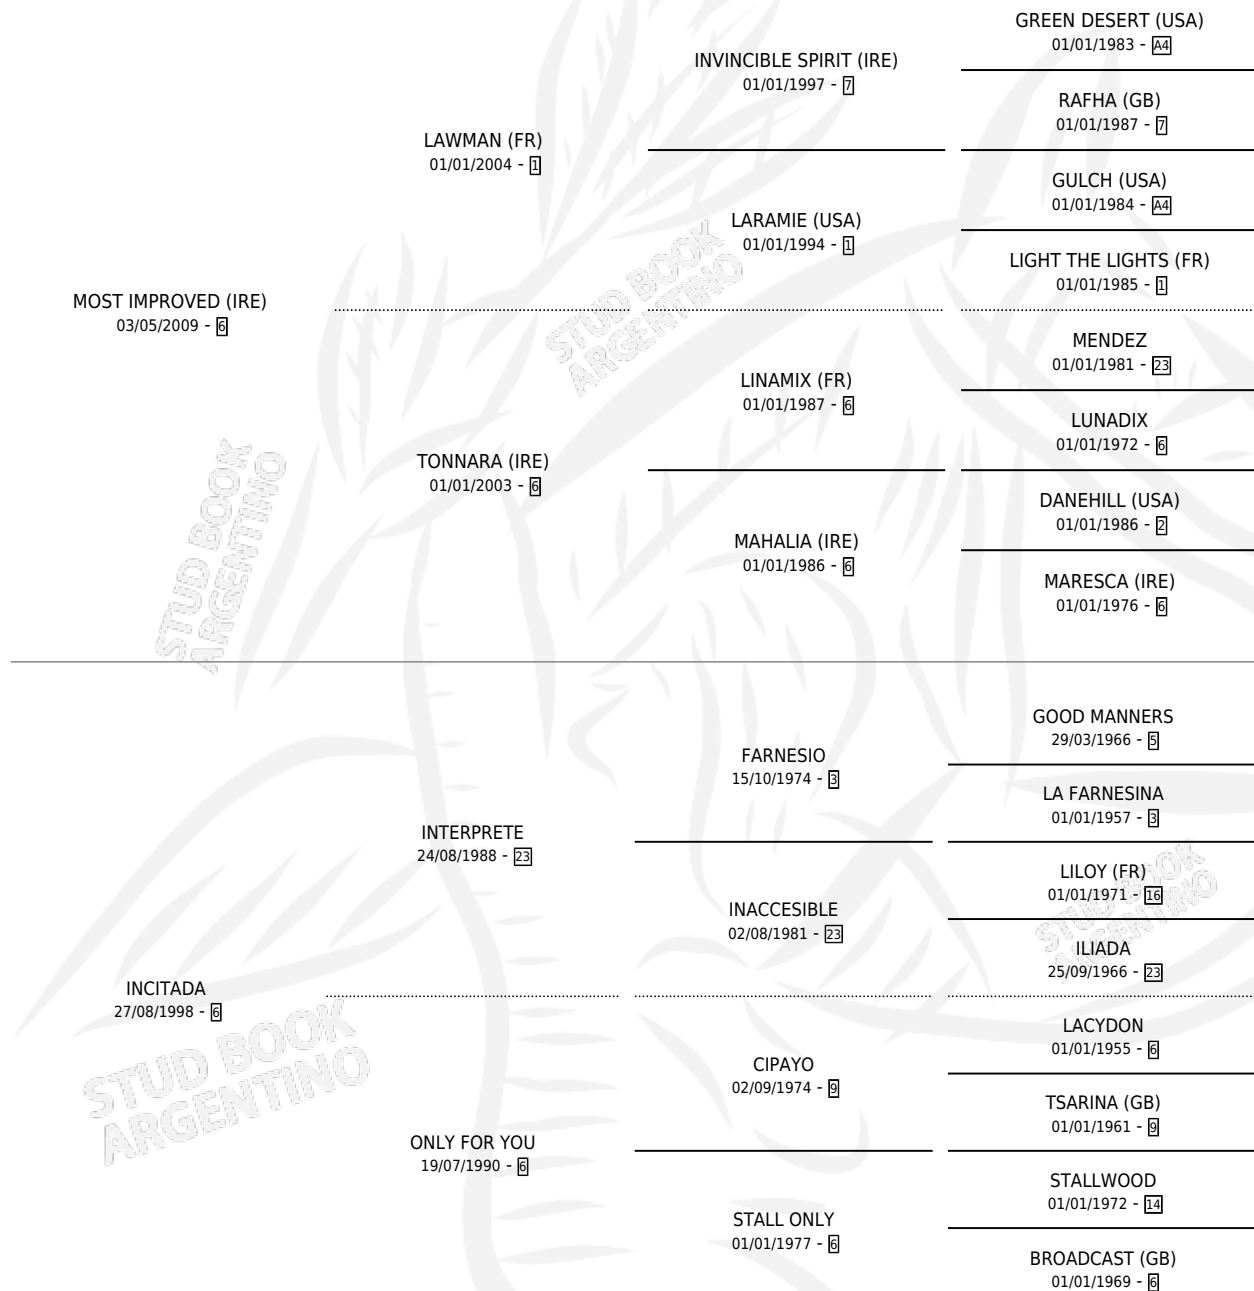 GREEN DESERT (USA)
01/01/1983 - A4
INVINCIBLE SPIRIT (IRE)
01/01/1997 - 7
RAFHA (GB)
01/01/1987 - 7
LAWMAN (FR)
01/01/2004 - 1
GULCH (USA)
01/01/1984 - A4
LARAMIE (USA)
01/01/1994 - 1
LIGHT THE LIGHTS (FR)
01/01/1985 - 1
MOST IMPROVED (IRE)
03/05/2009 - 6
MENDEZ
01/01/1981 - 23
LINAMIX (FR)
01/01/1987 - 6
LUNADIX
01/01/1972 - 6
TONNARA (IRE)
01/01/2003 - 6
DANEHILL (USA)
01/01/1986 - 2
MAHALIA (IRE)
01/01/1986 - 6
MARESCA (IRE)
01/01/1976 - 6
GOOD MANNERS
29/03/1966 - 5
FARNESIO
15/10/1974 - 3
LA FARNESINA
01/01/1957 - 3
INTERPRETE
24/08/1988 - 23
LILOY (FR)
01/01/1971 - 16
INACCESIBLE
02/08/1981 - 23
ILIADA
25/09/1966 - 23
INCITADA
27/08/1998 - 6
LACYDON
01/01/1955 - 6
CIPAYO
02/09/1974 - 9
TSARINA (GB)
01/01/1961 - 9
ONLY FOR YOU
19/07/1990 - 6
STALLWOOD
01/01/1972 - 14
STALL ONLY
01/01/1977 - 6
BROADCAST (GB)
01/01/1969 - 6
STUD BOOK
ARGENTINO
STUD BOOK
ARGENTINO
STUD BOOK
ARGENTINO
STUD BOOK
ARGENTINO